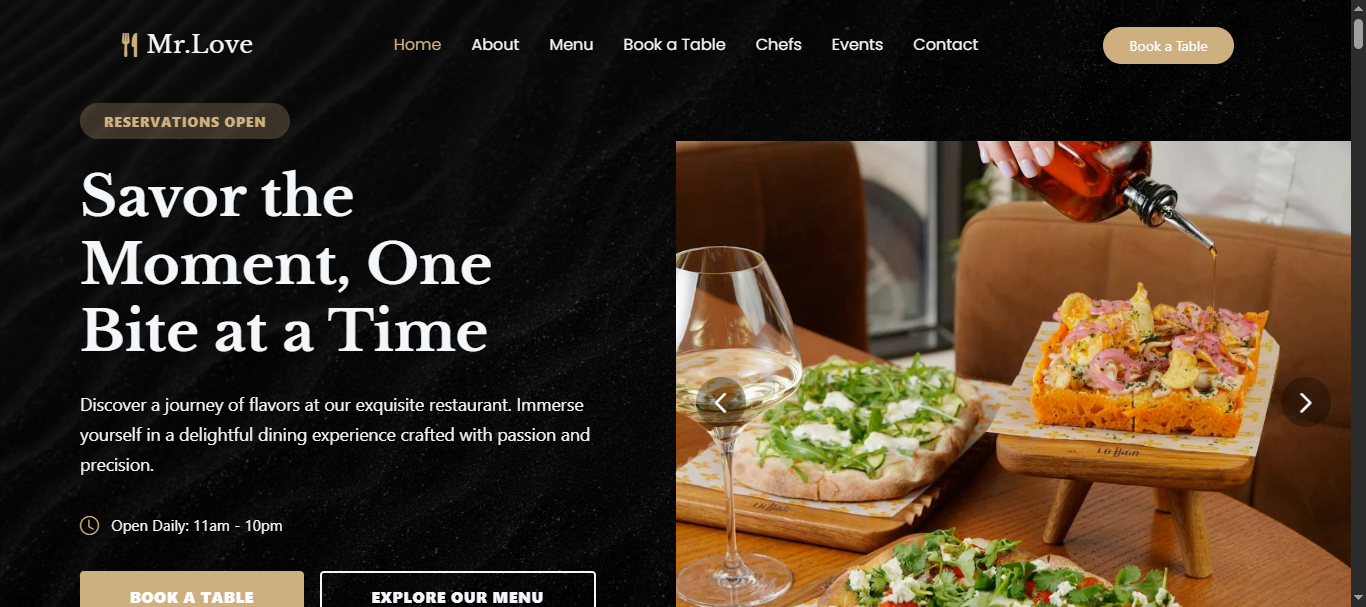 Mr.Love
Home
About
Menu
Book a Table
Chefs
Events
Contact
Book a Table
RESERVATIONS OPEN
Savor the
Moment, One
Bite at a Time
Discover a journey of flavors at our exquisite restaurant. Immerse
yourself in a delightful dining experience crafted with passion and
precision.
Open Daily: 11am - 10pm
BOOK A TABLE
EXPLORE OUR MENU